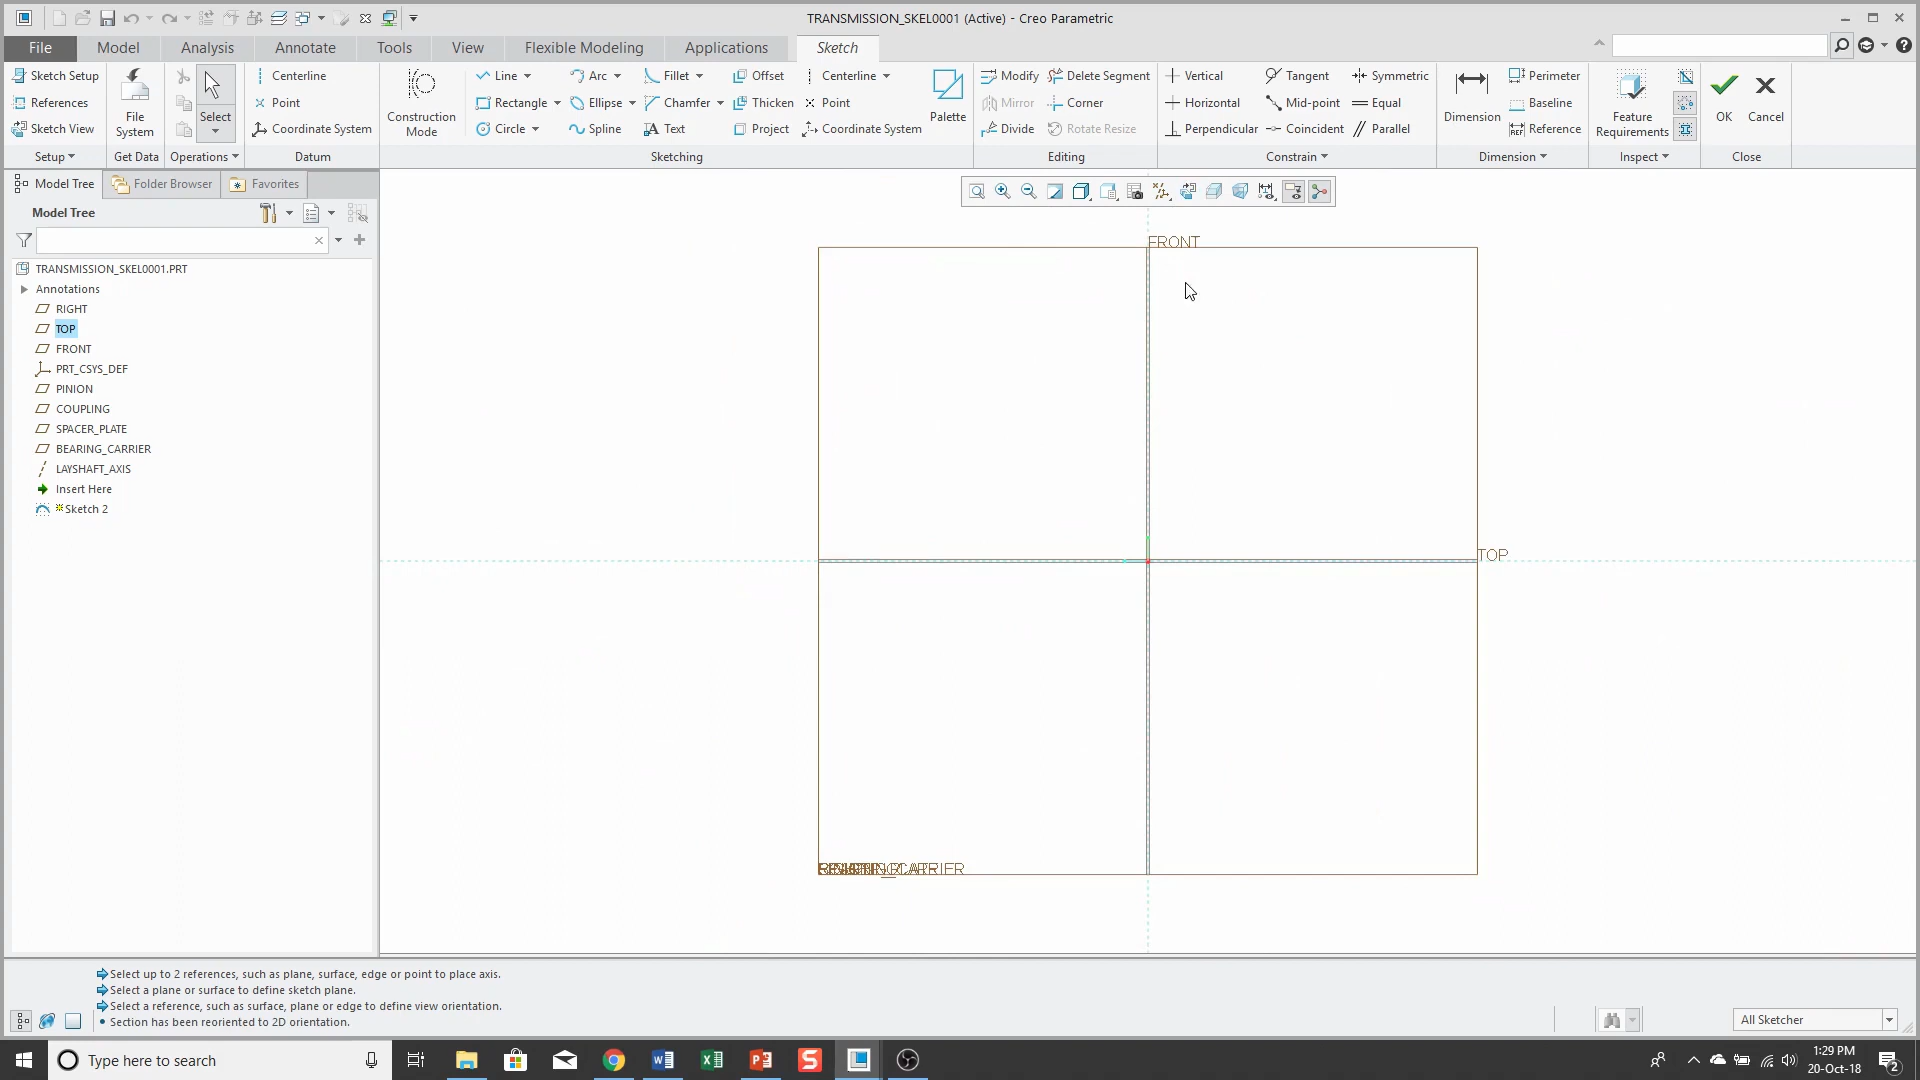 TRANSMISSION_SKEL0001 (Active) - Creo Parametric
File Model Analysis Annotate Tools View Flexible Modeling Applications Sketch
Sketch Setup
References
Sketch View
Setup
File System
Get Data
Select
Operations
Centerline
Point
Coordinate System
Datum
Construction Mode
Line Arc Fillet Offset Centerline
Rectangle Ellipse Chamfer Thicken Point
Circle Spline Text Project Coordinate System
Palette
Sketching
Modify Delete Segment
Mirror Corner
Divide Rotate Resize
Editing
Vertical Tangent Symmetric
Horizontal Mid-point Equal
Perpendicular Coincident Parallel
Constrain
Dimension
Perimeter
Baseline
Reference
Dimension
Feature Requirements
Inspect
OK Cancel
Close
Model Tree Folder Browser Favorites
Model Tree
TRANSMISSION_SKEL0001.PRT
Annotations
RIGHT
TOP
FRONT
PRT_CSYS_DEF
PINION
COUPLING
SPACER_PLATE
BEARING_CARRIER
LAYSHAFT_AXIS
Insert Here
Sketch 2
FRONT
TOP
Select up to 2 references, such as plane, surface, edge or point to place axis.
Select a plane or surface to define sketch plane.
Select a reference, such as surface, plane or edge to define view orientation.
Section has been reoriented to 2D orientation.
All Sketcher
Type here to search
1:29 PM
20-Oct-18
2